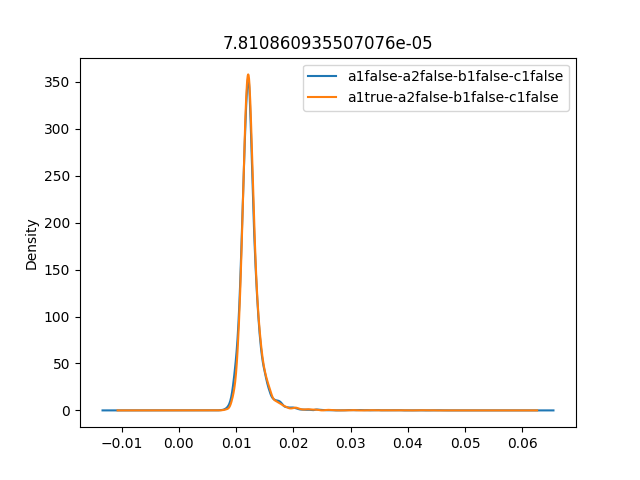 7.810860935507076e-05
a1false-a2false-b1false-c1false
a1true-a2false-b1false-c1false
Density
350
300
250
200
150
100
50
0
−0.01 0.00 0.01 0.02 0.03 0.04 0.05 0.06